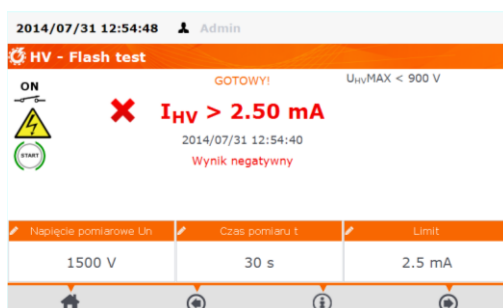 2014/07/31 12:54:48 Admin
HV - Flash test
ON
GOTOWY!
UHVMAX < 900 V
IHV > 2.50 mA
2014/07/31 12:54:40
Wynik negatywny
START
Napięcie pomiarowe Un
Czas pomiaru t
Limit
1500 V
30 s
2.5 mA